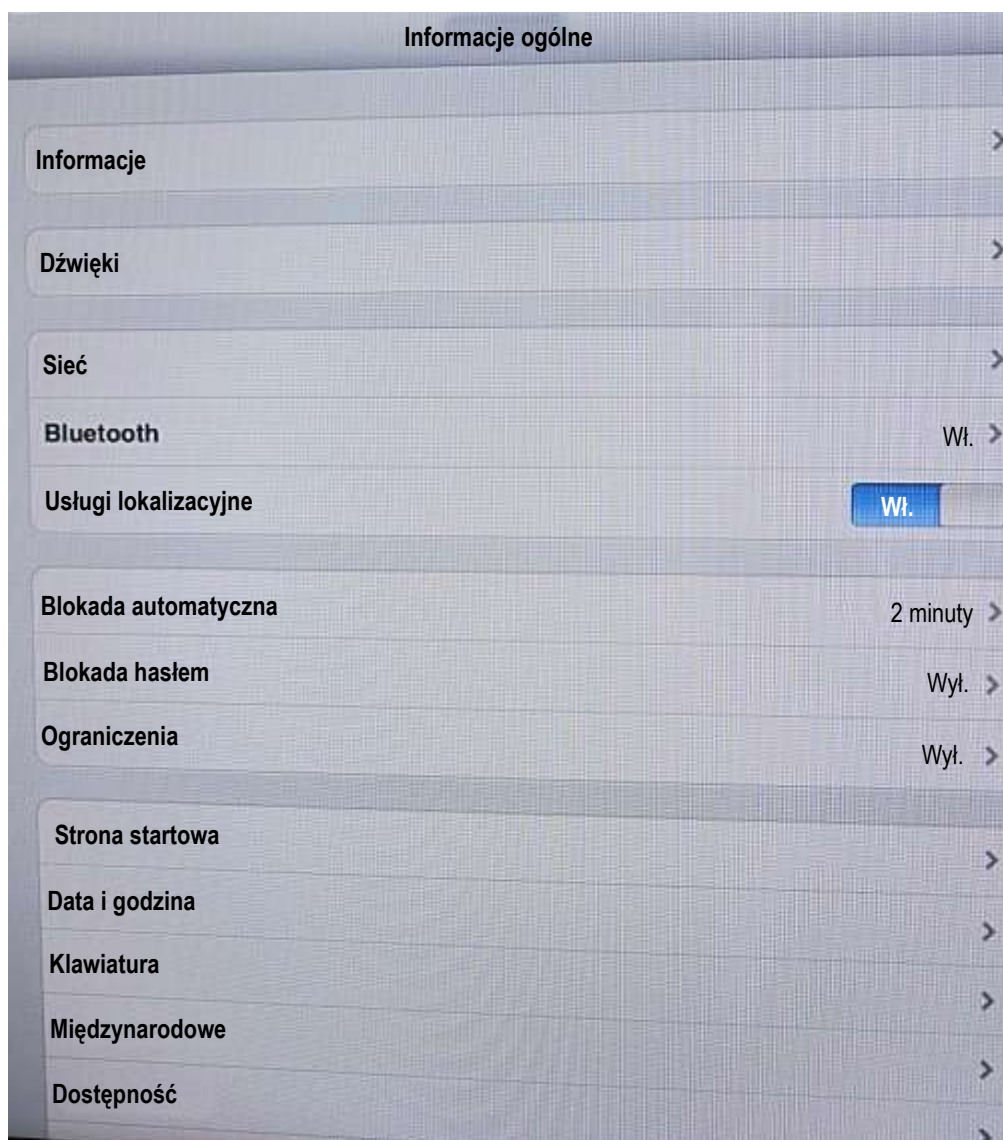 Informacje ogólne
Informacje
Dźwięki
Sieć
Bluetooth Wł.
Usługi lokalizacyjne Wł.
Blokada automatyczna 2 minuty
Blokada hasłem Wył.
Ograniczenia Wył.
Strona startowa
Data i godzina
Klawiatura
Międzynarodowe
Dostępność